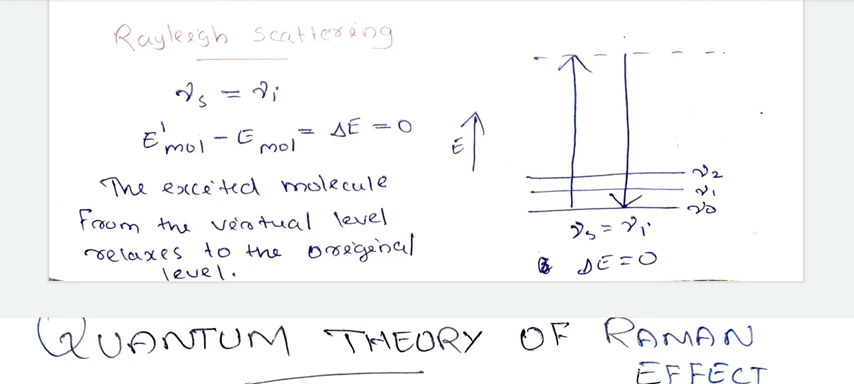 Rayleigh Scattering
νs = νi
E'mol - Emol = ΔE = 0
The excited molecule
From the virtual level
relaxes to the original
level.
E
ν2
ν1
ν0
νs = νi
ΔE = 0
QUANTUM THEORY OF RAMAN
EFFECT